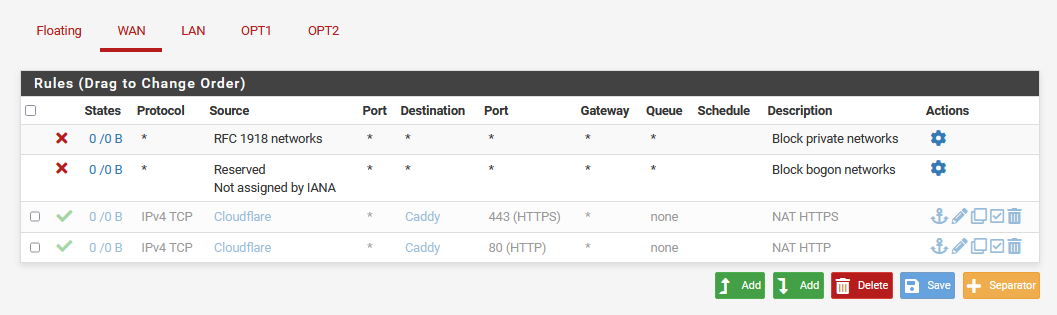 Floating WAN LAN OPT1 OPT2
Rules (Drag to Change Order)
States Protocol Source Port Destination Port Gateway Queue Schedule Description Actions
0 /0 B * RFC 1918 networks * * * * * Block private networks
0 /0 B * Reserved * * * * * Block bogon networks
Not assigned by IANA
0 /0 B IPv4 TCP Cloudflare * Caddy 443 (HTTPS) * none NAT HTTPS
0 /0 B IPv4 TCP Cloudflare * Caddy 80 (HTTP) * none NAT HTTP
Add Add Delete Save Separator